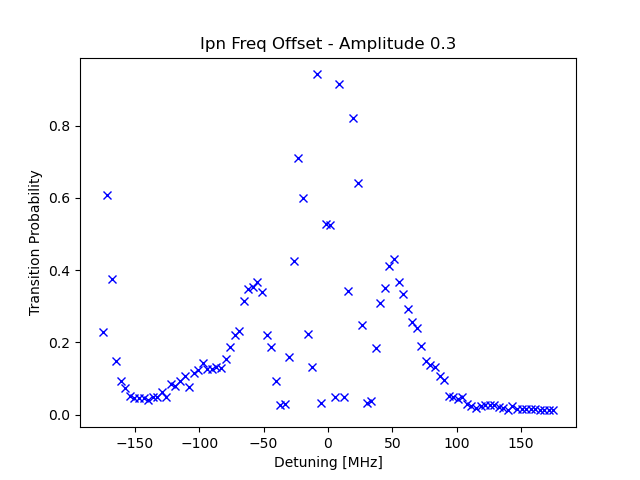 Ipn Freq Offset - Amplitude 0.3
Transition Probability
0.8
0.6
0.4
0.2
0.0
−150 −100 −50 0 50 100 150
Detuning [MHz]